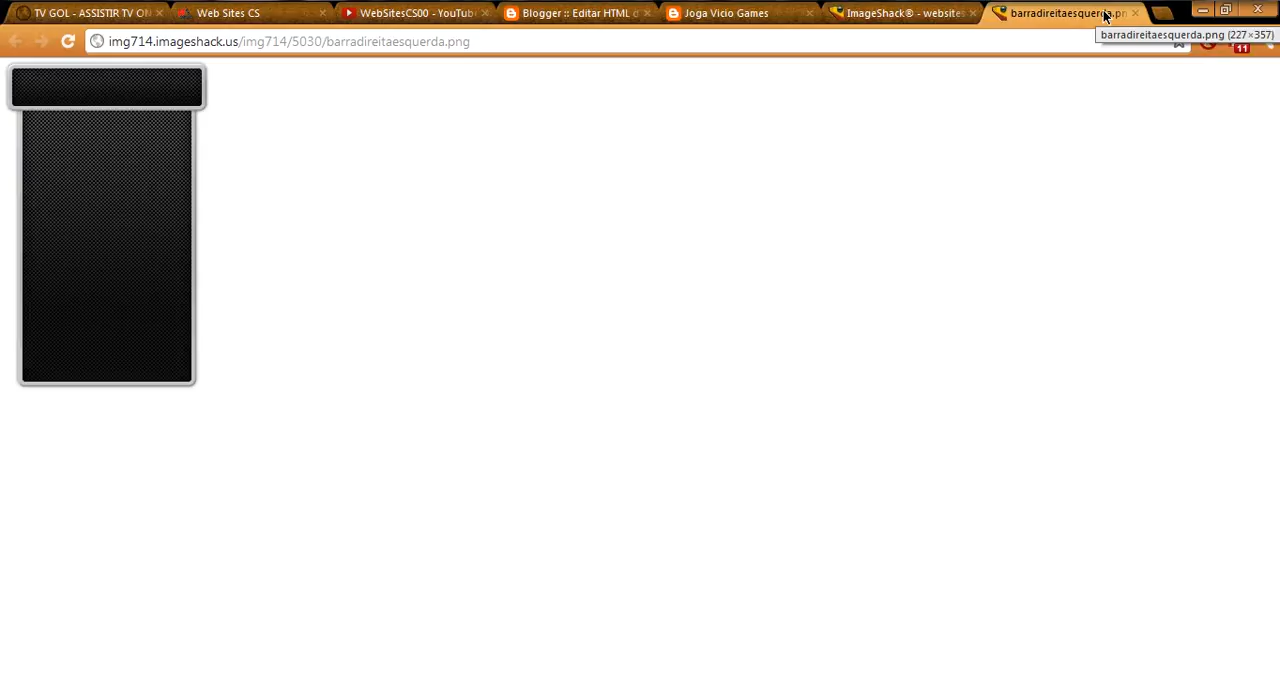 TV GOL - ASSISTIR TV ON
Web Sites CS
WebSitesCS00 - YouTub
Blogger :: Editar HTML d
Joga Vicio Games
ImageShack® - website
barradireitaesquerda.pn
img714.imageshack.us/img714/5030/barradireitaesquerda.png
barradireitaesquerda.png (227×357)
11